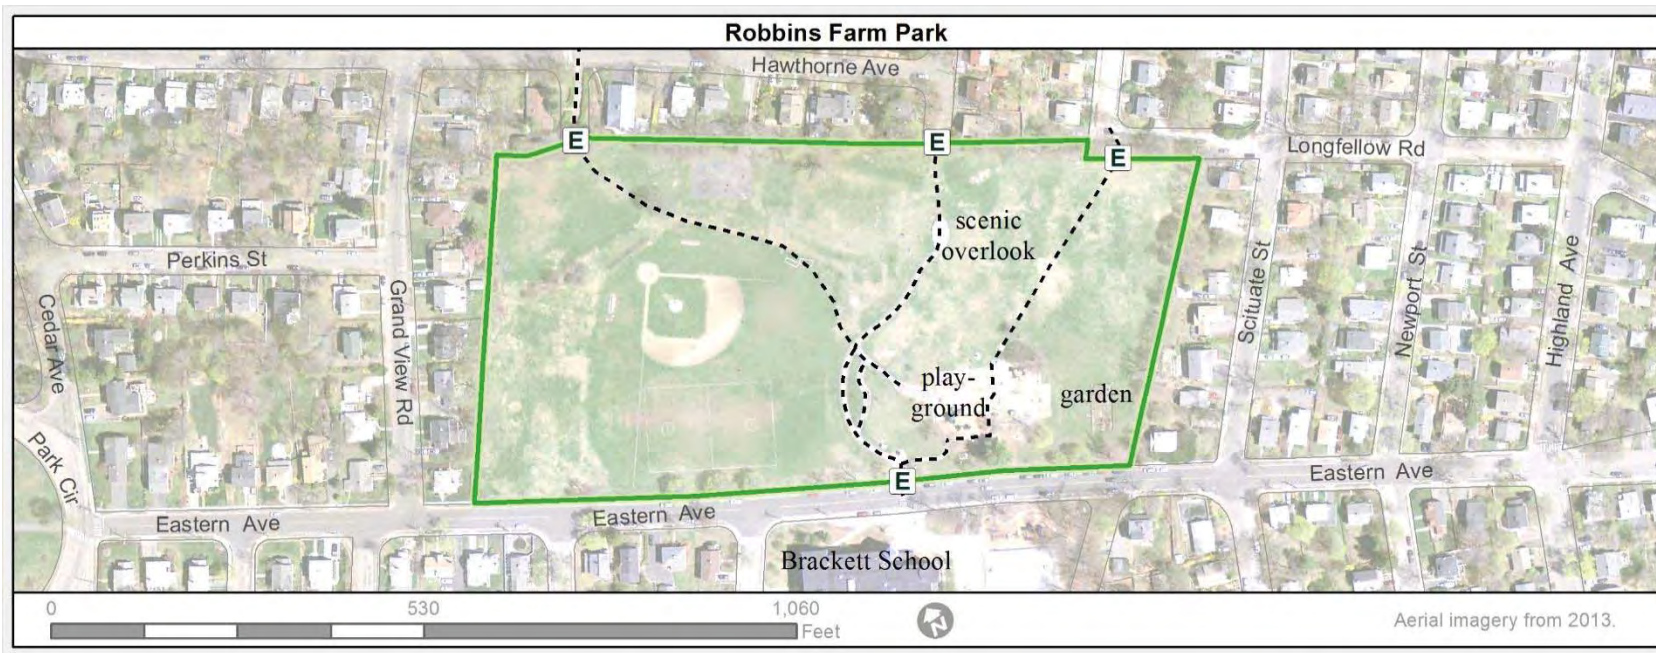 Robbins Farm Park
Hawthorne Ave
E
E
E
Longfellow Rd
scenic
overlook
Perkins St
Cedar Ave
Grand View Rd
Scituate St
Newport St
Highland Ave
play-
ground
garden
Park Cir
E
Eastern Ave
Eastern Ave
Eastern Ave
Brackett School
0
530
1,060
Feet
N
Aerial imagery from 2013.